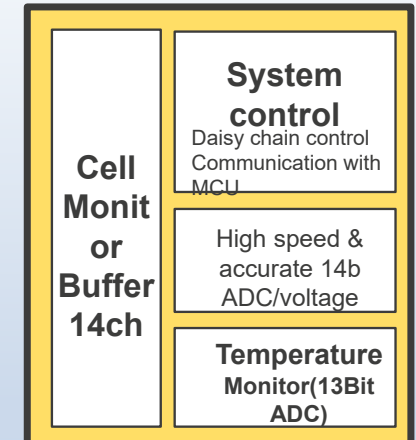 Cell
Monit
or
Buffer
14ch
System
control
Daisy chain control
Communication with
MCU
High speed &
accurate 14b
ADC/voltage
Temperature
Monitor(13Bit
ADC)